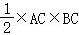 1/2 × AC × BC